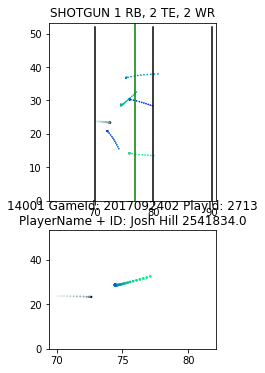 SHOTGUN 1 RB, 2 TE, 2 WR
50
40
30
20
10
0
70 80 90
14001 GameId: 2017092402 PlayId: 2713
PlayerName + ID: Josh Hill 2541834.0
40
20
0
70 75 80